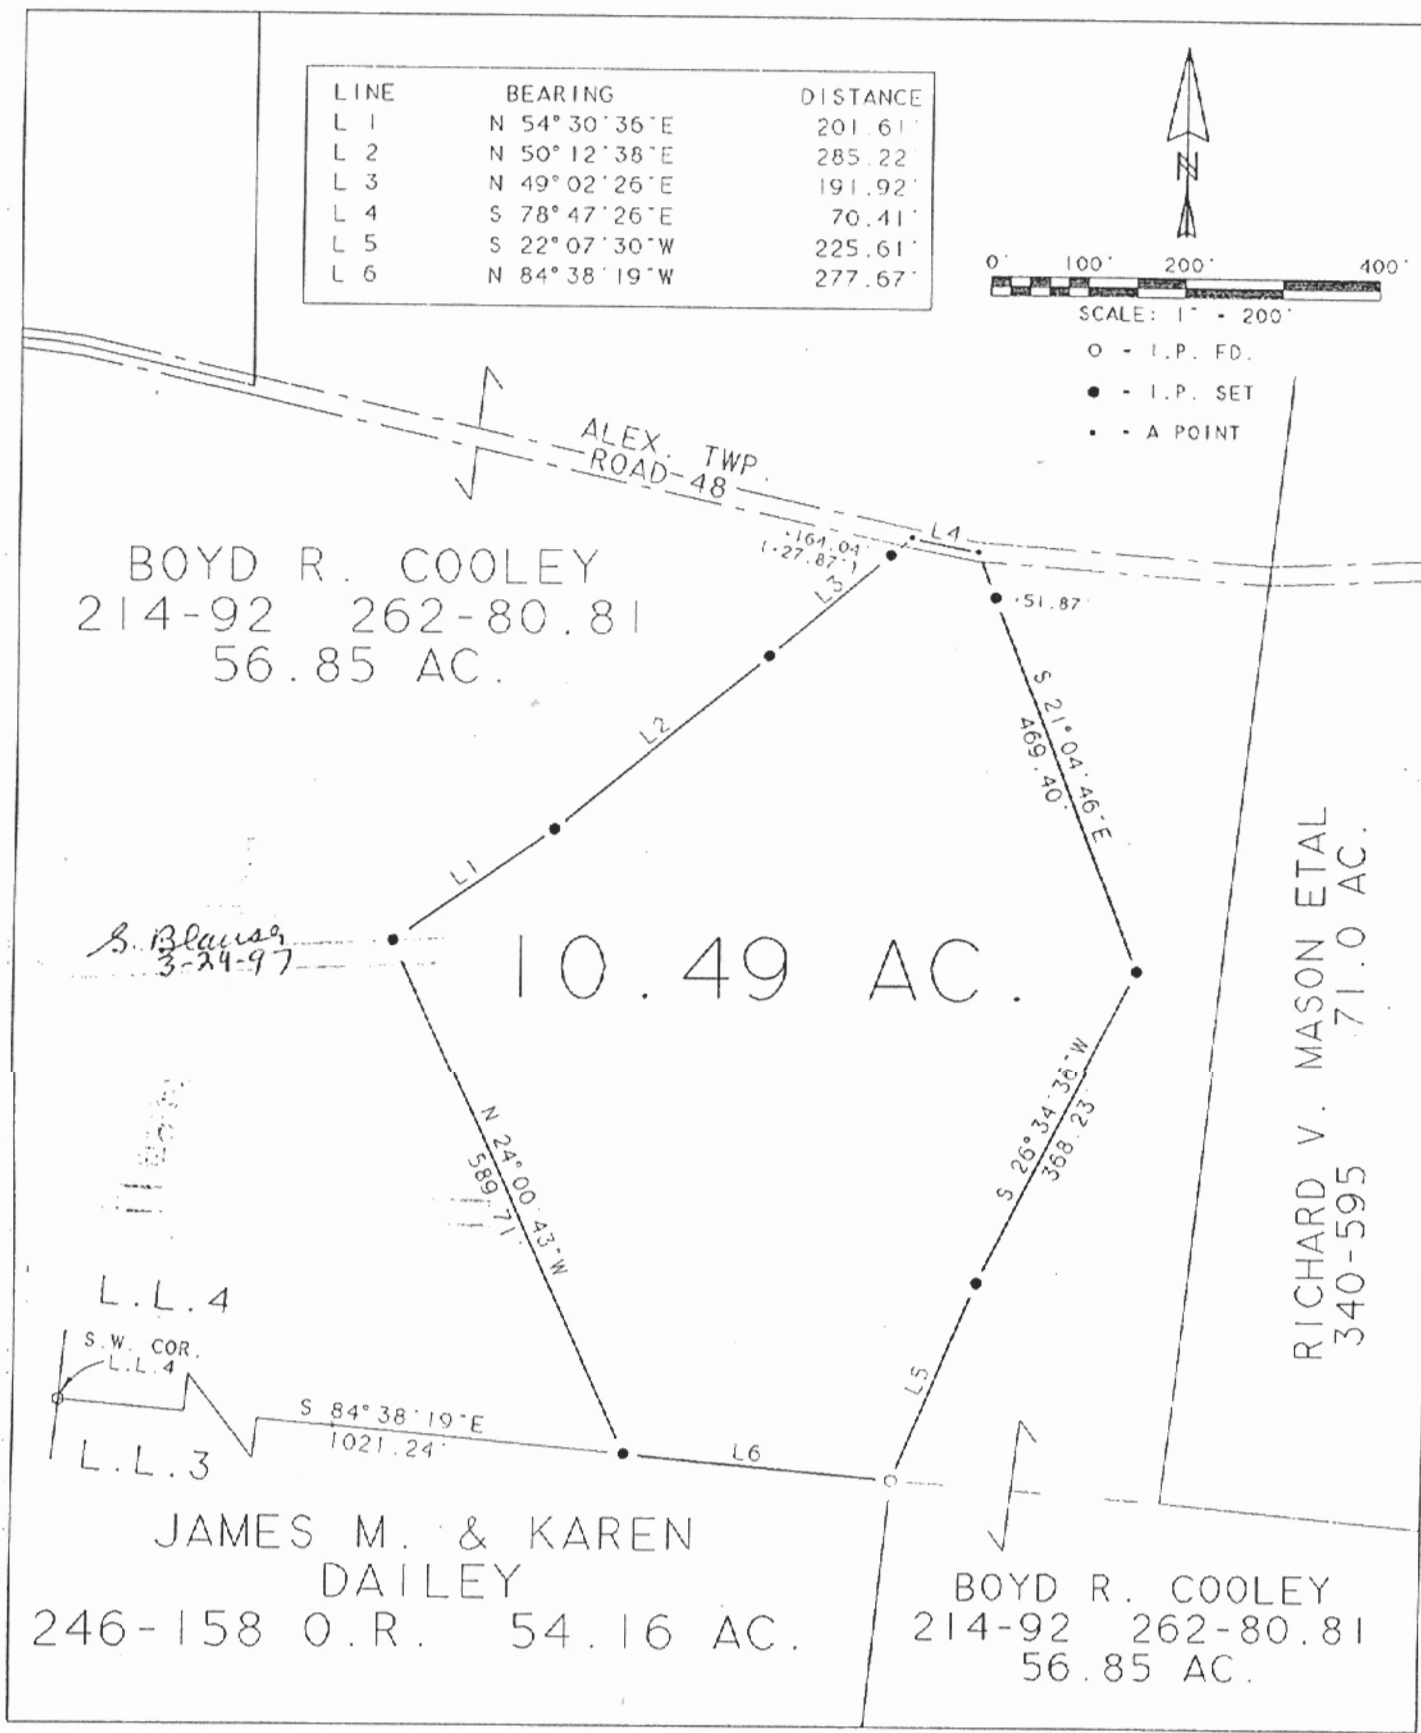 LINE BEARING DISTANCE
L 1 N 54°30'36"E 201.61'
L 2 N 50°12'38"E 285.22'
L 3 N 49°02'26"E 191.92'
L 4 S 78°47'26"E 70.41'
L 5 S 22°07'30"W 225.61'
L 6 N 84°38'19"W 277.67'
N
0' 100' 200' 400'
SCALE: 1" - 200'
O - I.P. FD.
● - I.P. SET
· - A POINT
ALEX. TWP.
ROAD-48
L4
·164.04'
(·27.87')
L3
·51.87'
BOYD R. COOLEY
214-92 262-80.81
56.85 AC.
L2
S 21°04'46"E
469.40'
L1
S. Blauser
3-24-97
10.49 AC.
RICHARD V. MASON ETAL
340-595 71.0 AC.
S 26°34'36"W
368.23'
N 24°00'43"W
589.71'
L.L.4
S.W. COR.
L.L.4
L5
S 84°38'19"E
1021.24'
L6
L.L.3
JAMES M. & KAREN
DAILEY
246-158 O.R. 54.16 AC.
BOYD R. COOLEY
214-92 262-80.81
56.85 AC.